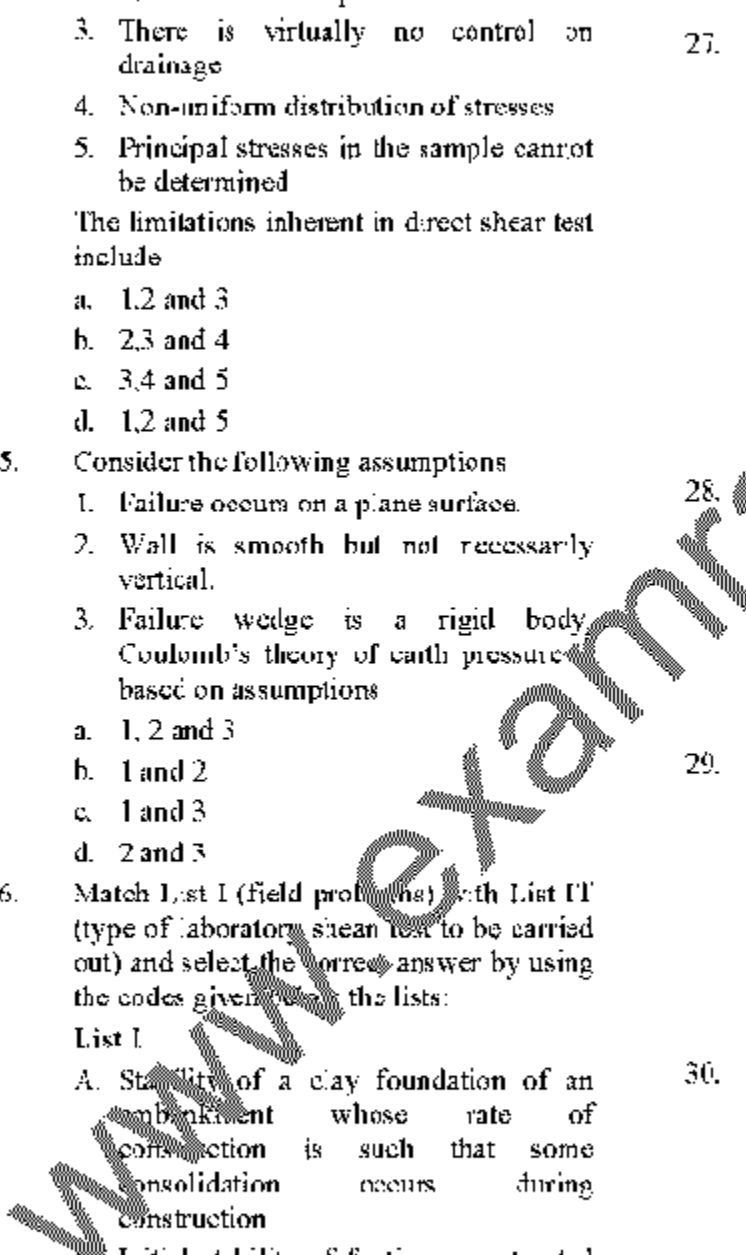 3. There is virtually no control on
drainage
4. Non-uniform distribution of stresses
5. Principal stresses in the sample cannot
be determined
The limitations inherent in direct shear test
include
a. 1,2 and 3
b. 2,3 and 4
c. 3,4 and 5
d. 1,2 and 5
5. Consider the following assumptions
1. Failure occurs on a plane surface.
2. Wall is smooth but not necessarily
vertical.
3. Failure wedge is a rigid body
Coulomb's theory of earth pressure
based on assumptions
a. 1, 2 and 3
b. 1 and 2
c. 1 and 3
d. 2 and 3
6. Match List I (field problems) with List II
(type of laboratory shear test to be carried
out) and select the correct answer by using
the codes given below the lists:
List I
A. Stability of a clay foundation of an
embankment whose rate of
construction is such that some
consolidation occurs during
construction
27.
28.
29.
30.
www.examr